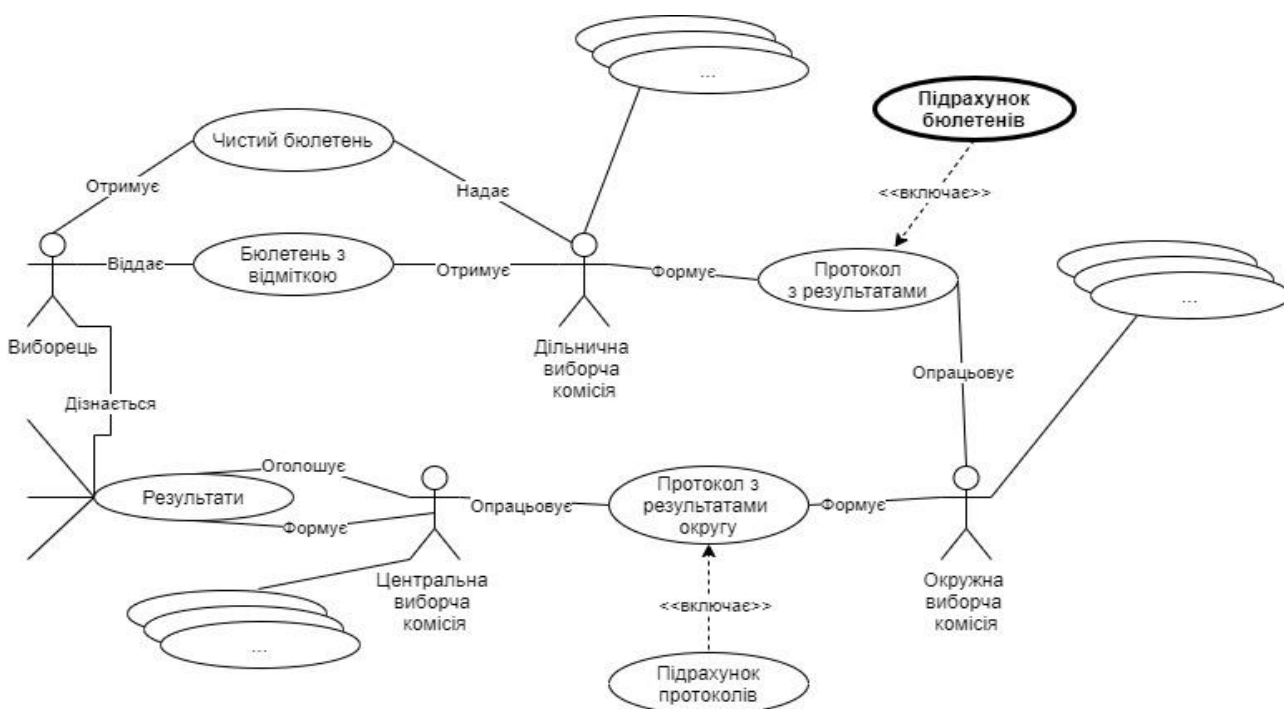 ...
Підрахунок
бюлетенів
Чистий бюлетень
Отримує
Надає
<<включає>>
Віддає
Бюлетень з
відміткою
Отримує
Формує
Протокол
з результатами
...
Виборець
Дільнична
виборча
комісія
Опрацьовує
Дізнається
Оголошує
Результати
Формує
Опрацьовує
Протокол з
результатами
округу
Формує
Центральна
виборча
комісія
Окружна
виборча
комісія
<<включає>>
...
Підрахунок
протоколів